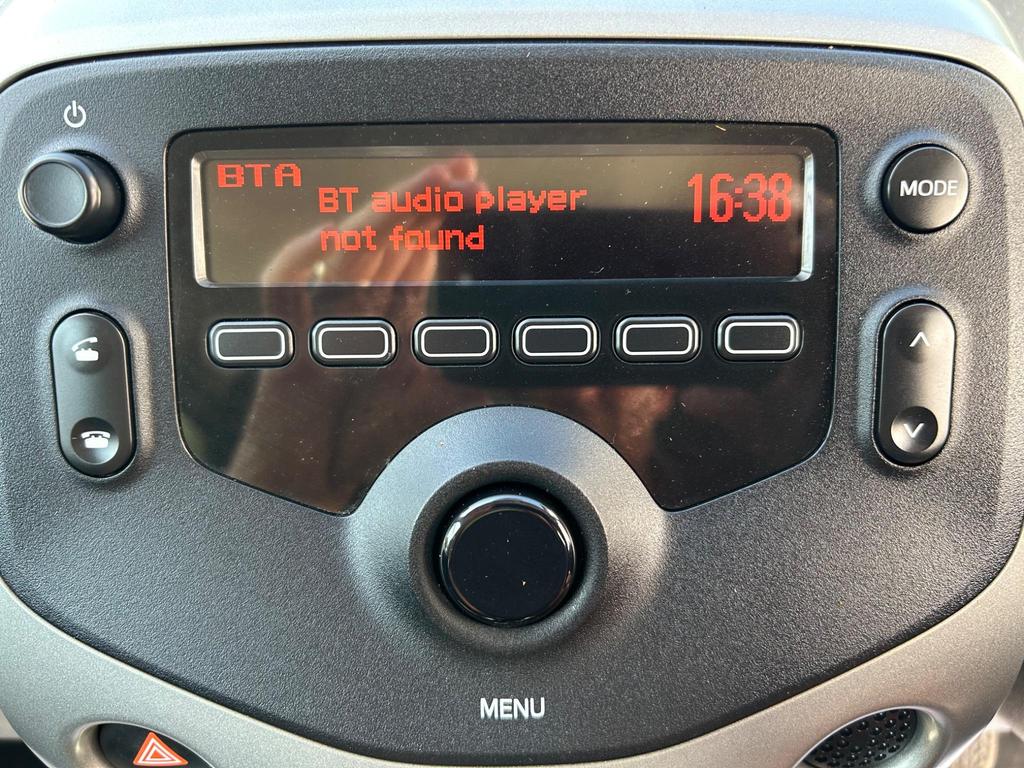 BTA
BT audio player
not found
16:38
MODE
MENU